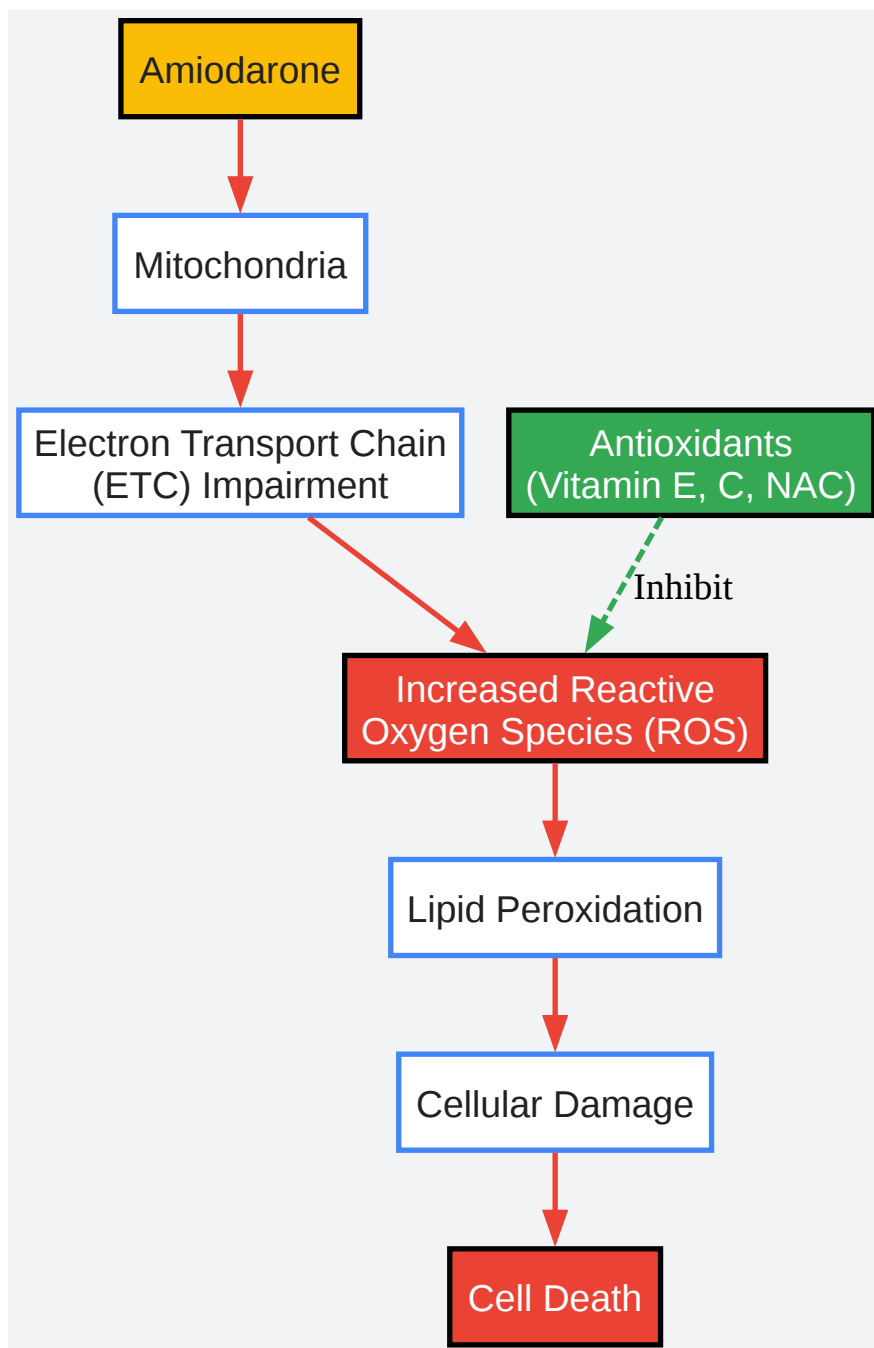 Amiodarone
Mitochondria
Electron Transport Chain
(ETC) Impairment
Antioxidants
(Vitamin E, C, NAC)
Inhibit
Increased Reactive
Oxygen Species (ROS)
Lipid Peroxidation
Cellular Damage
Cell Death